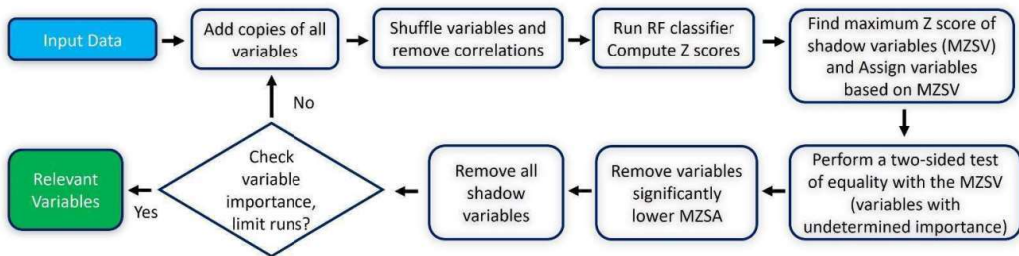 Input Data
Add copies of all
variables
Shuffle variables and
remove correlations
Run RF classifier
Compute Z scores
Find maximum Z score of
shadow variables (MZSV)
and Assign variables
based on MZSV
Perform a two-sided test
of equality with the MZSV
(variables with
undetermined importance)
Remove variables
significantly
lower MZSA
Remove all
shadow
variables
Check
variable
importance,
limit runs?
No
Yes
Relevant
Variables